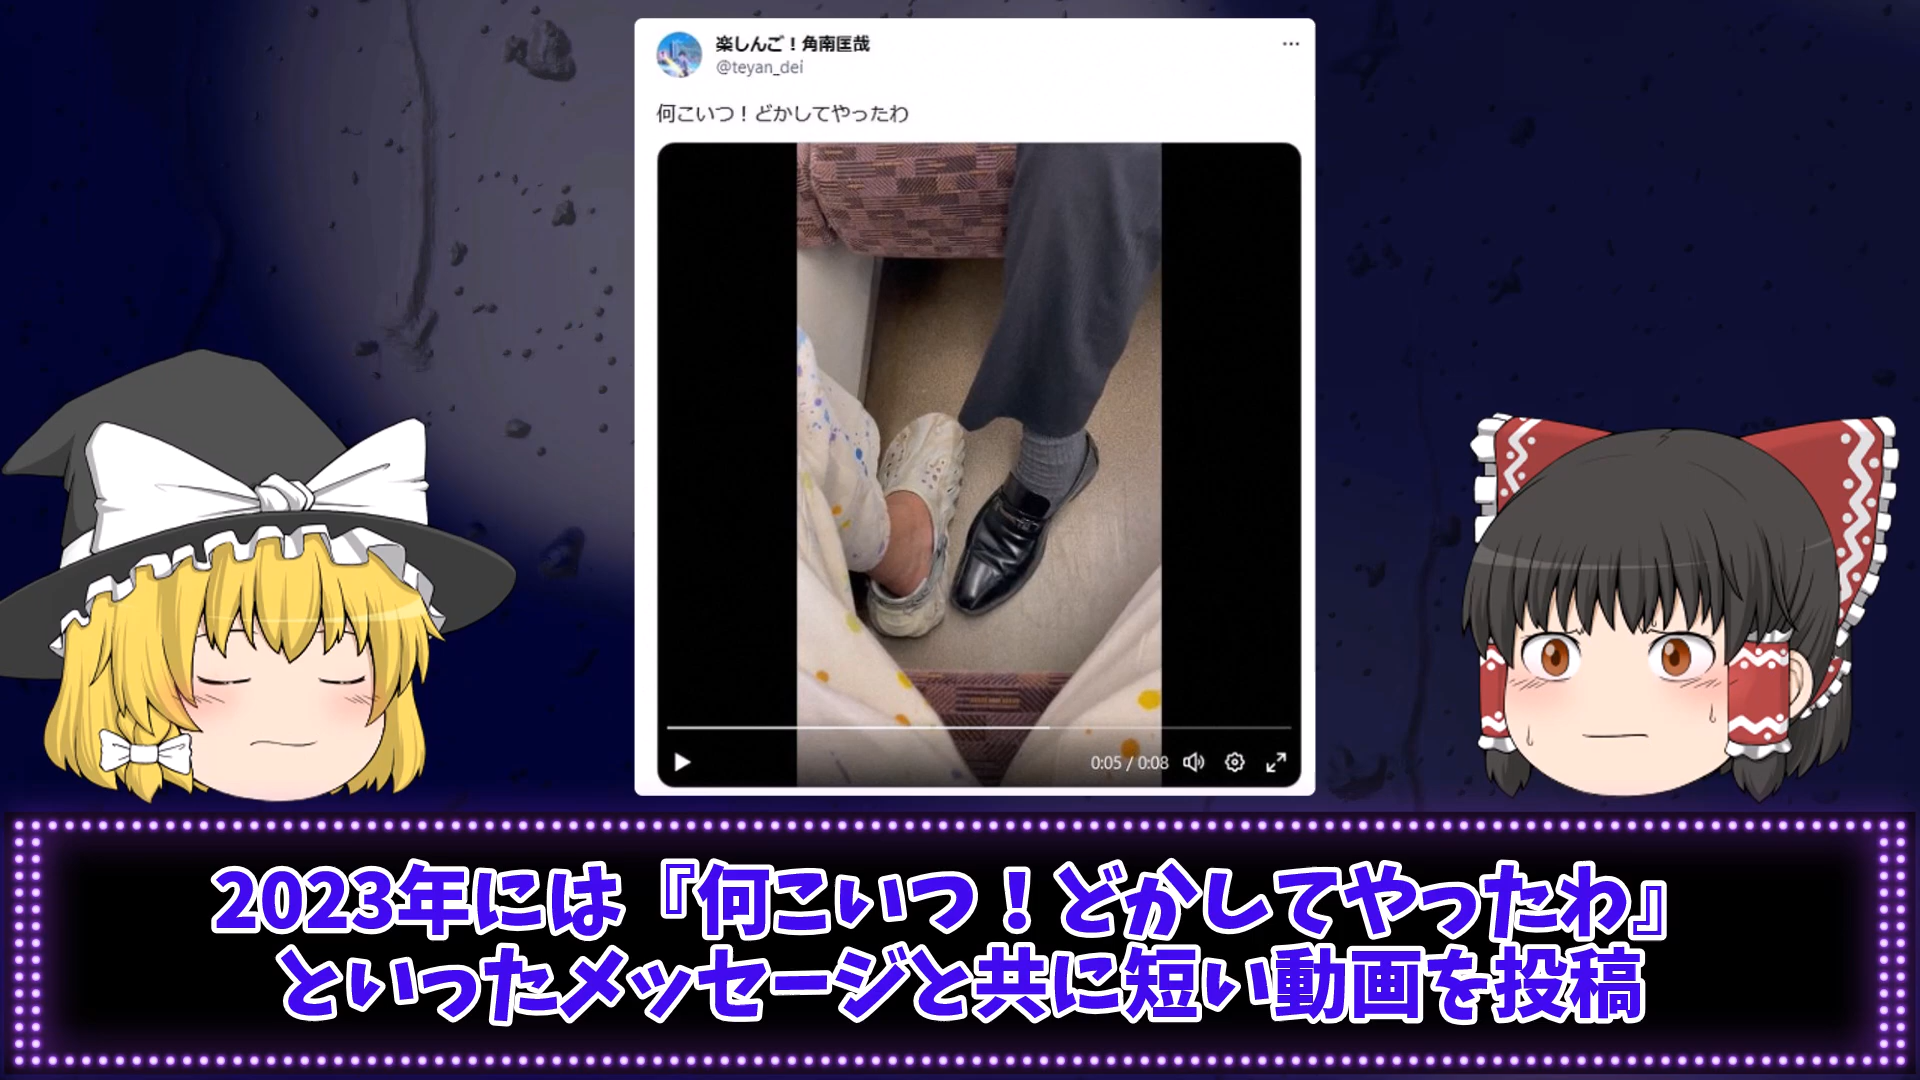 楽しんご！角南匡哉
@teyan_dei
何こいつ！どかしてやったわ
0:05 / 0:08
2023年には『何こいつ！どかしてやったわ』
といったメッセージと共に短い動画を投稿